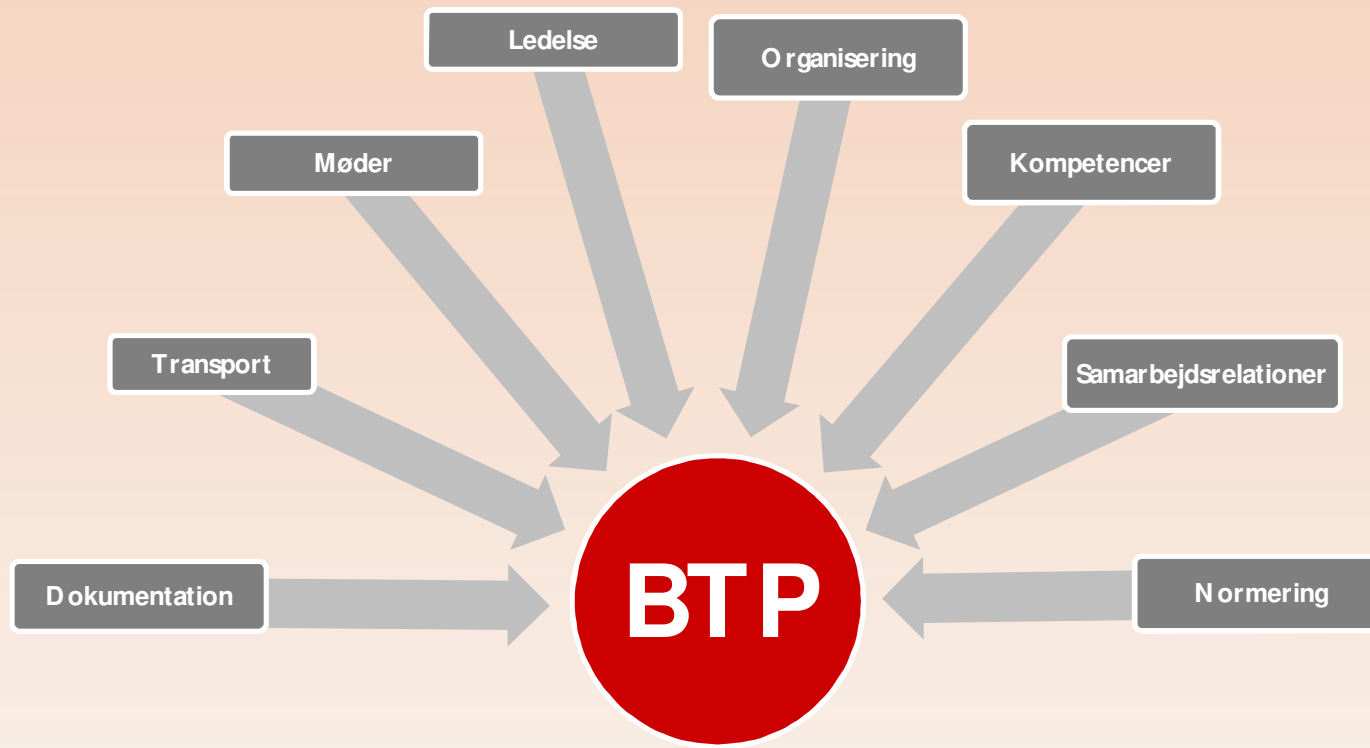 Ledelse
Organisering
Møder
Kompetencer
Transport
Samarbejdsrelationer
Dokumentation
BTP
Normering